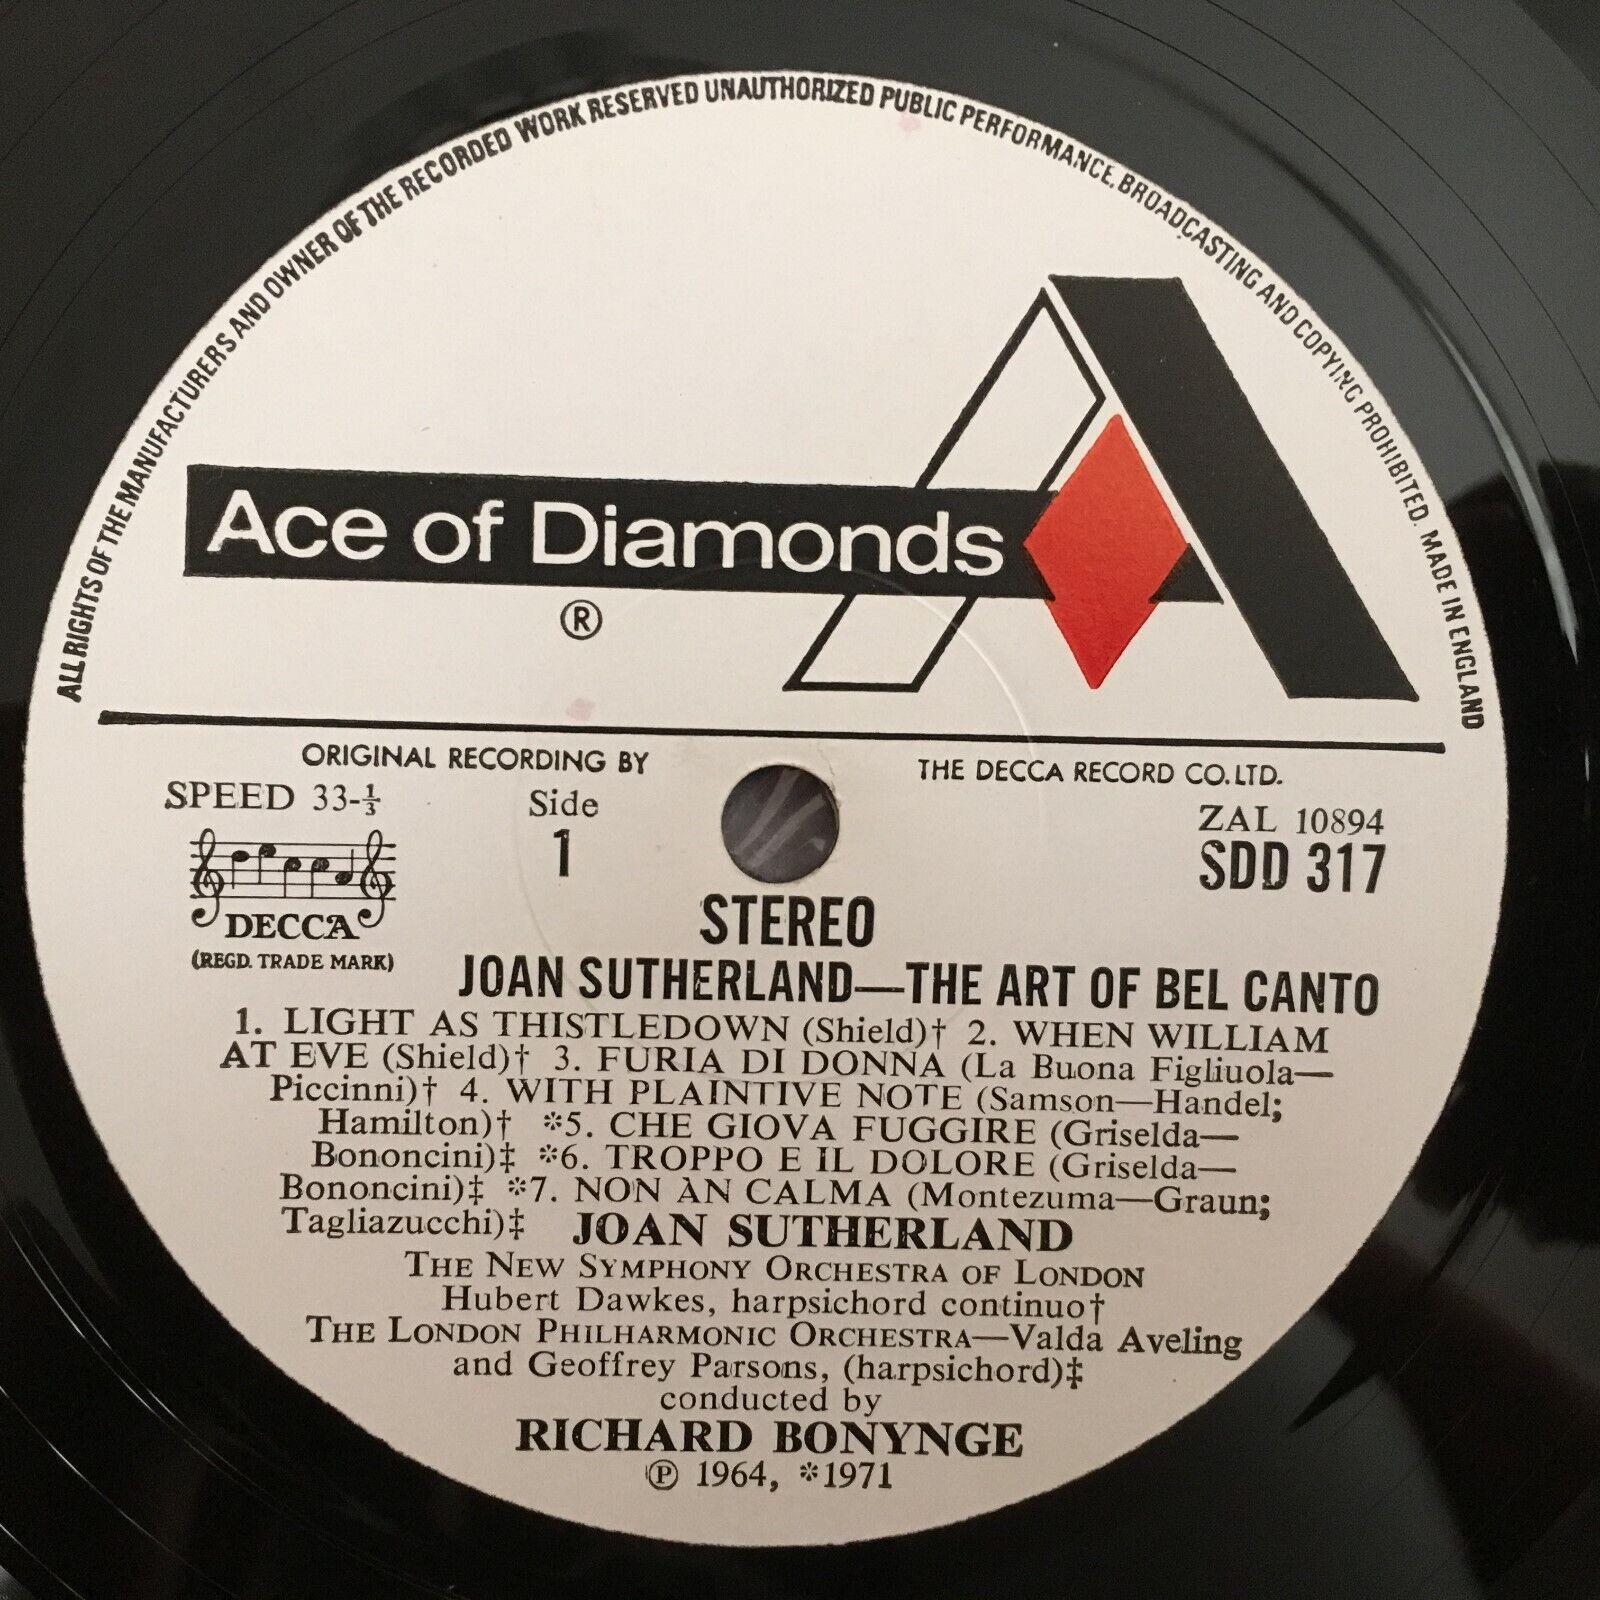 ALL RIGHTS OF THE MANUFACTURERS AND OWNER OF THE RECORDED WORK RESERVED UNAUTHORIZED PUBLIC PERFORMANCE, BROADCASTING AND COPYING PROHIBITED. MADE IN ENGLAND
Ace of Diamonds
®
ORIGINAL RECORDING BY THE DECCA RECORD CO. LTD.
SPEED 33-⅓
Side
1
ZAL 10894
SDD 317
DECCA
(REGD. TRADE MARK)
STEREO
JOAN SUTHERLAND—THE ART OF BEL CANTO
1. LIGHT AS THISTLEDOWN (Shield)† 2. WHEN WILLIAM
AT EVE (Shield)† 3. FURIA DI DONNA (La Buona Figliuola—
Piccinni)† 4. WITH PLAINTIVE NOTE (Samson—Handel;
Hamilton)† *5. CHE GIOVA FUGGIRE (Griselda—
Bononcini)‡ *6. TROPPO E IL DOLORE (Griselda—
Bononcini)‡ *7. NON AN CALMA (Montezuma—Graun;
Tagliazucchi)‡ JOAN SUTHERLAND
THE NEW SYMPHONY ORCHESTRA OF LONDON
Hubert Dawkes, harpsichord continuo†
THE LONDON PHILHARMONIC ORCHESTRA—Valda Aveling
and Geoffrey Parsons, (harpsichord)‡
conducted by
RICHARD BONYNGE
℗ 1964, *1971